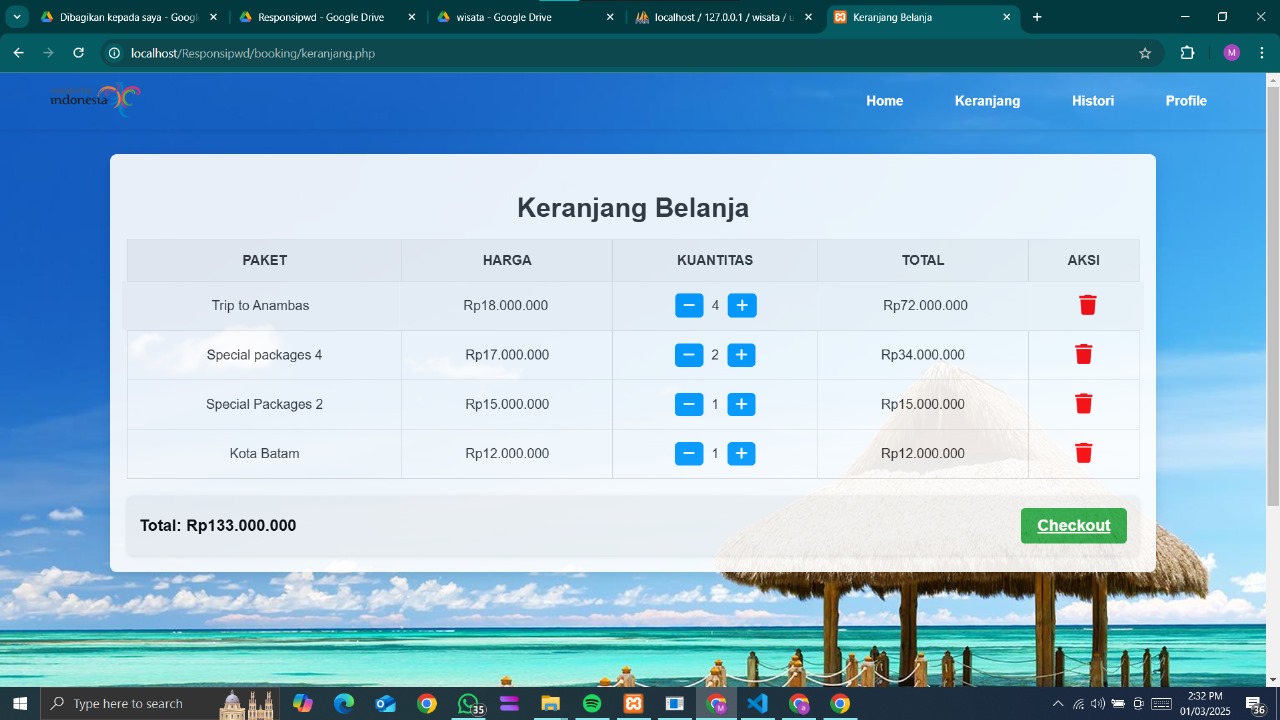 Dibagikan kepada saya - Google
Responsipwd - Google Drive
wisata - Google Drive
localhost / 127.0.0.1 / wisata / u
Keranjang Belanja
localhost/Responsipwd/booking/keranjang.php
M
indonesia
Home
Keranjang
Histori
Profile
Keranjang Belanja
PAKET HARGA KUANTITAS TOTAL AKSI
Trip to Anambas Rp18.000.000 4 Rp72.000.000
Special packages 4 Rp17.000.000 2 Rp34.000.000
Special Packages 2 Rp15.000.000 1 Rp15.000.000
Kota Batam Rp12.000.000 1 Rp12.000.000
Total: Rp133.000.000
Checkout
Type here to search
35
2:32 PM
01/03/2025
36